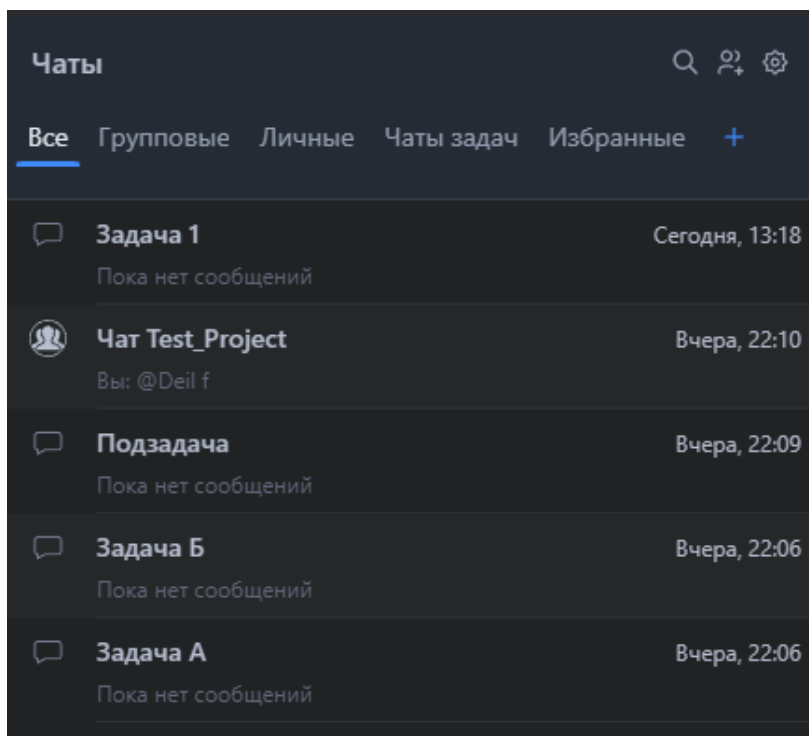 Чаты
Все Групповые Личные Чаты задач Избранные +
Задача 1 Сегодня, 13:18
Пока нет сообщений
Чат Test_Project Вчера, 22:10
Вы: @Deil f
Подзадача Вчера, 22:09
Пока нет сообщений
Задача Б Вчера, 22:06
Пока нет сообщений
Задача А Вчера, 22:06
Пока нет сообщений